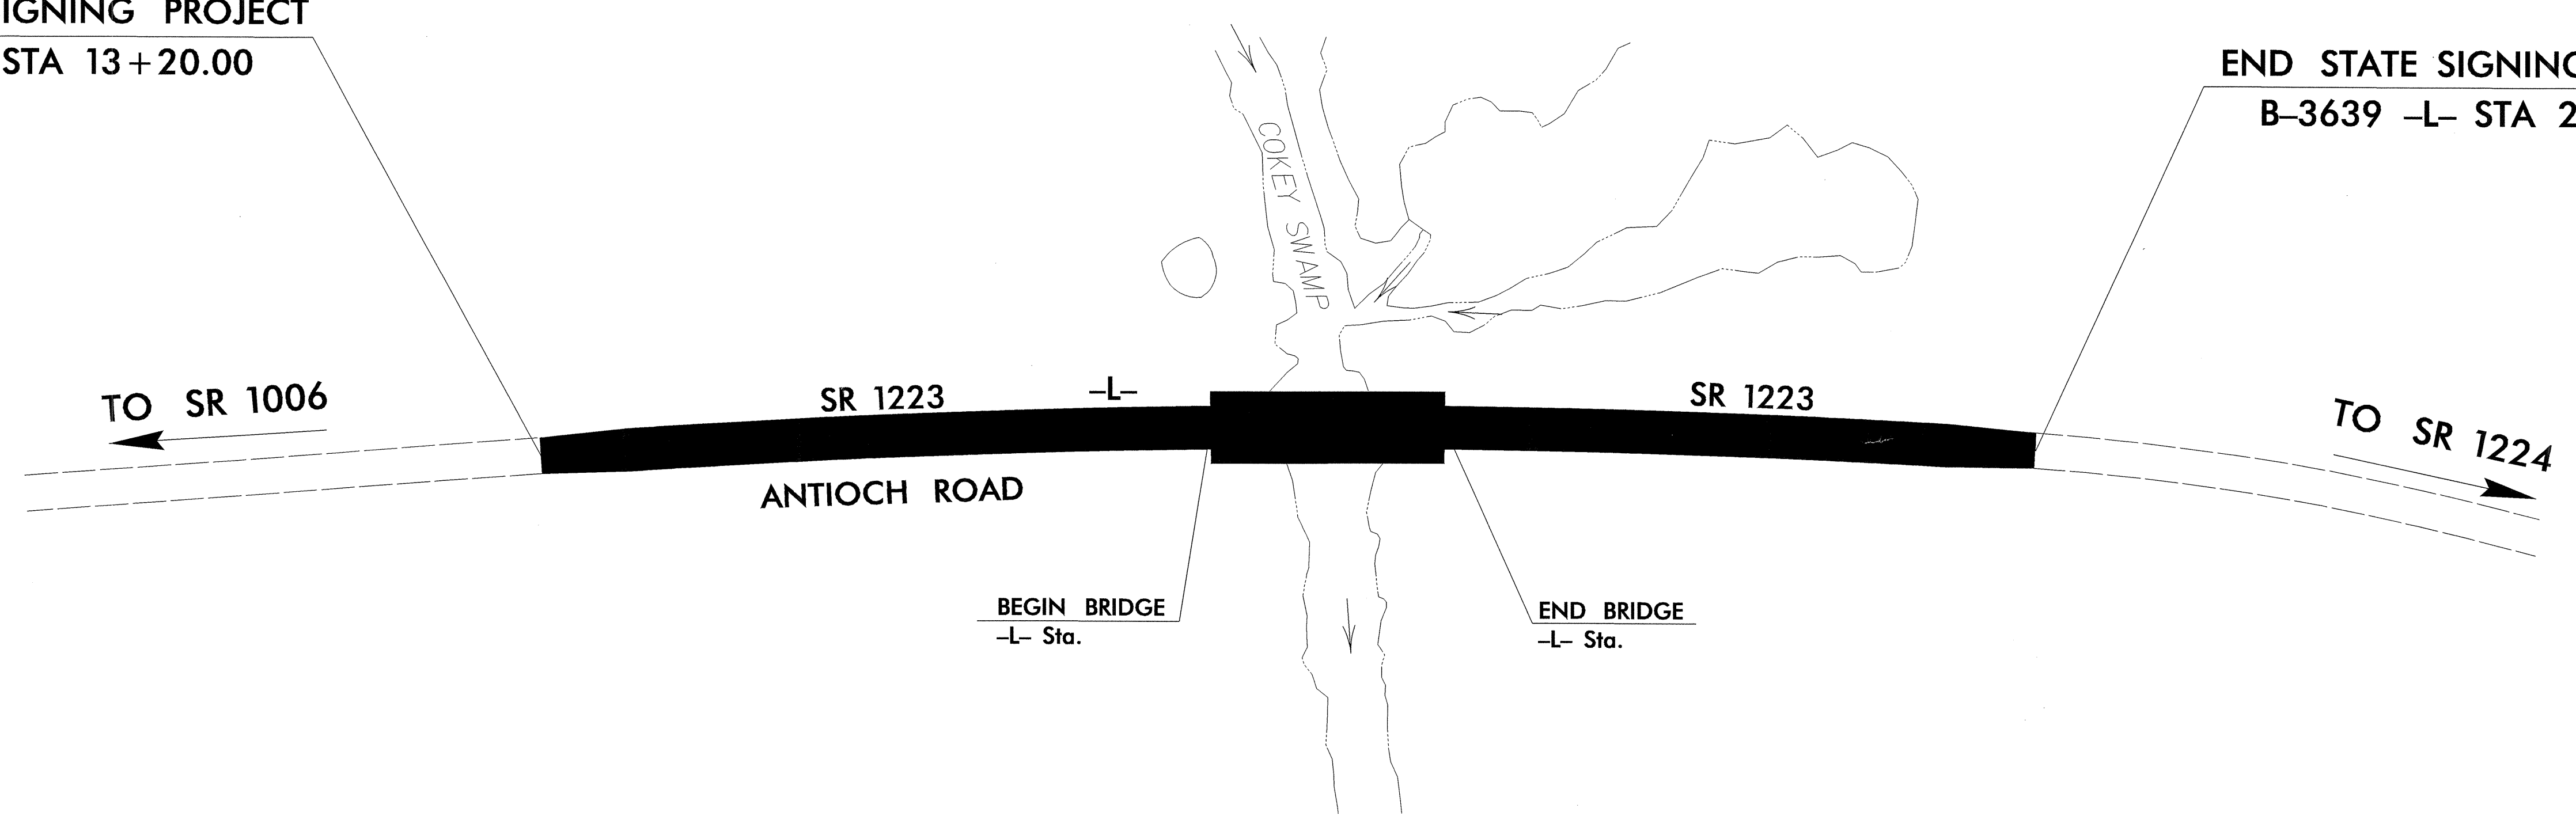 IGNING PROJECT
STA 13+20.00
END STATE SIGNING
B-3639 -L- STA 2
COKEY SWAMP
TO SR 1006
SR 1223
-L-
SR 1223
TO SR 1224
ANTIOCH ROAD
BEGIN BRIDGE
-L- Sta.
END BRIDGE
-L- Sta.